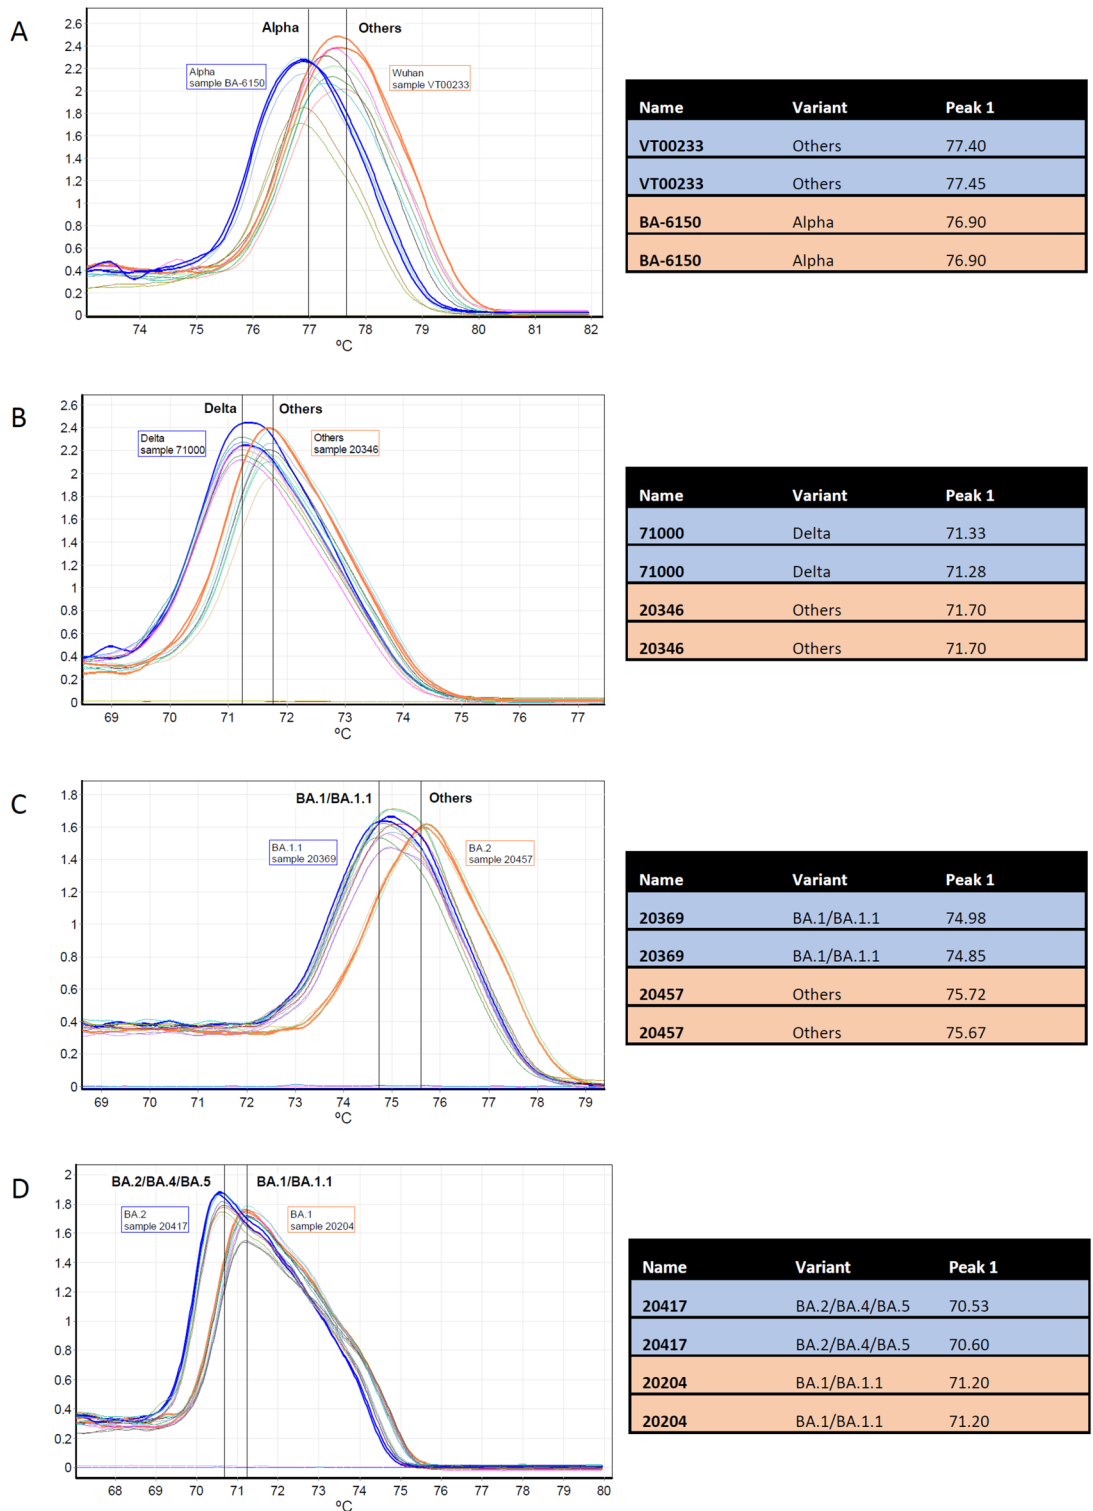 A
Alpha Others
Alpha
sample BA-6150
Wuhan
sample VT00233
2.6
2.4
2.2
2
1.8
1.6
1.4
1.2
1
0.8
0.6
0.4
0.2
0
74 75 76 77 78 79 80 81 82
ºC
Name Variant Peak 1
VT00233 Others 77.40
VT00233 Others 77.45
BA-6150 Alpha 76.90
BA-6150 Alpha 76.90
B
Delta Others
Delta
sample 71000
Others
sample 20346
2.6
2.4
2.2
2
1.8
1.6
1.4
1.2
1
0.8
0.6
0.4
0.2
0
69 70 71 72 73 74 75 76 77
ºC
Name Variant Peak 1
71000 Delta 71.33
71000 Delta 71.28
20346 Others 71.70
20346 Others 71.70
C
BA.1/BA.1.1 Others
BA.1.1
sample 20369
BA.2
sample 20457
1.8
1.6
1.4
1.2
1
0.8
0.6
0.4
0.2
0
69 70 71 72 73 74 75 76 77 78 79
ºC
Name Variant Peak 1
20369 BA.1/BA.1.1 74.98
20369 BA.1/BA.1.1 74.85
20457 Others 75.72
20457 Others 75.67
D
BA.2/BA.4/BA.5 BA.1/BA.1.1
BA.2
sample 20417
BA.1
sample 20204
2
1.8
1.6
1.4
1.2
1
0.8
0.6
0.4
0.2
0
68 69 70 71 72 73 74 75 76 77 78 79 80
ºC
Name Variant Peak 1
20417 BA.2/BA.4/BA.5 70.53
20417 BA.2/BA.4/BA.5 70.60
20204 BA.1/BA.1.1 71.20
20204 BA.1/BA.1.1 71.20